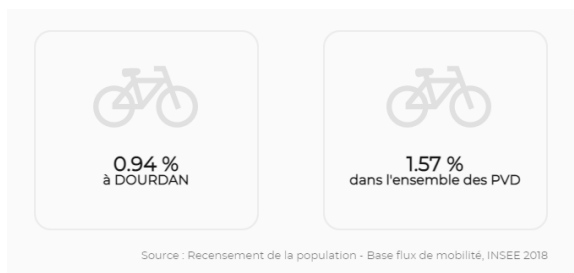 0.94 %
à DOURDAN
1.57 %
dans l'ensemble des PVD
Source : Recensement de la population - Base flux de mobilité, INSEE 2018